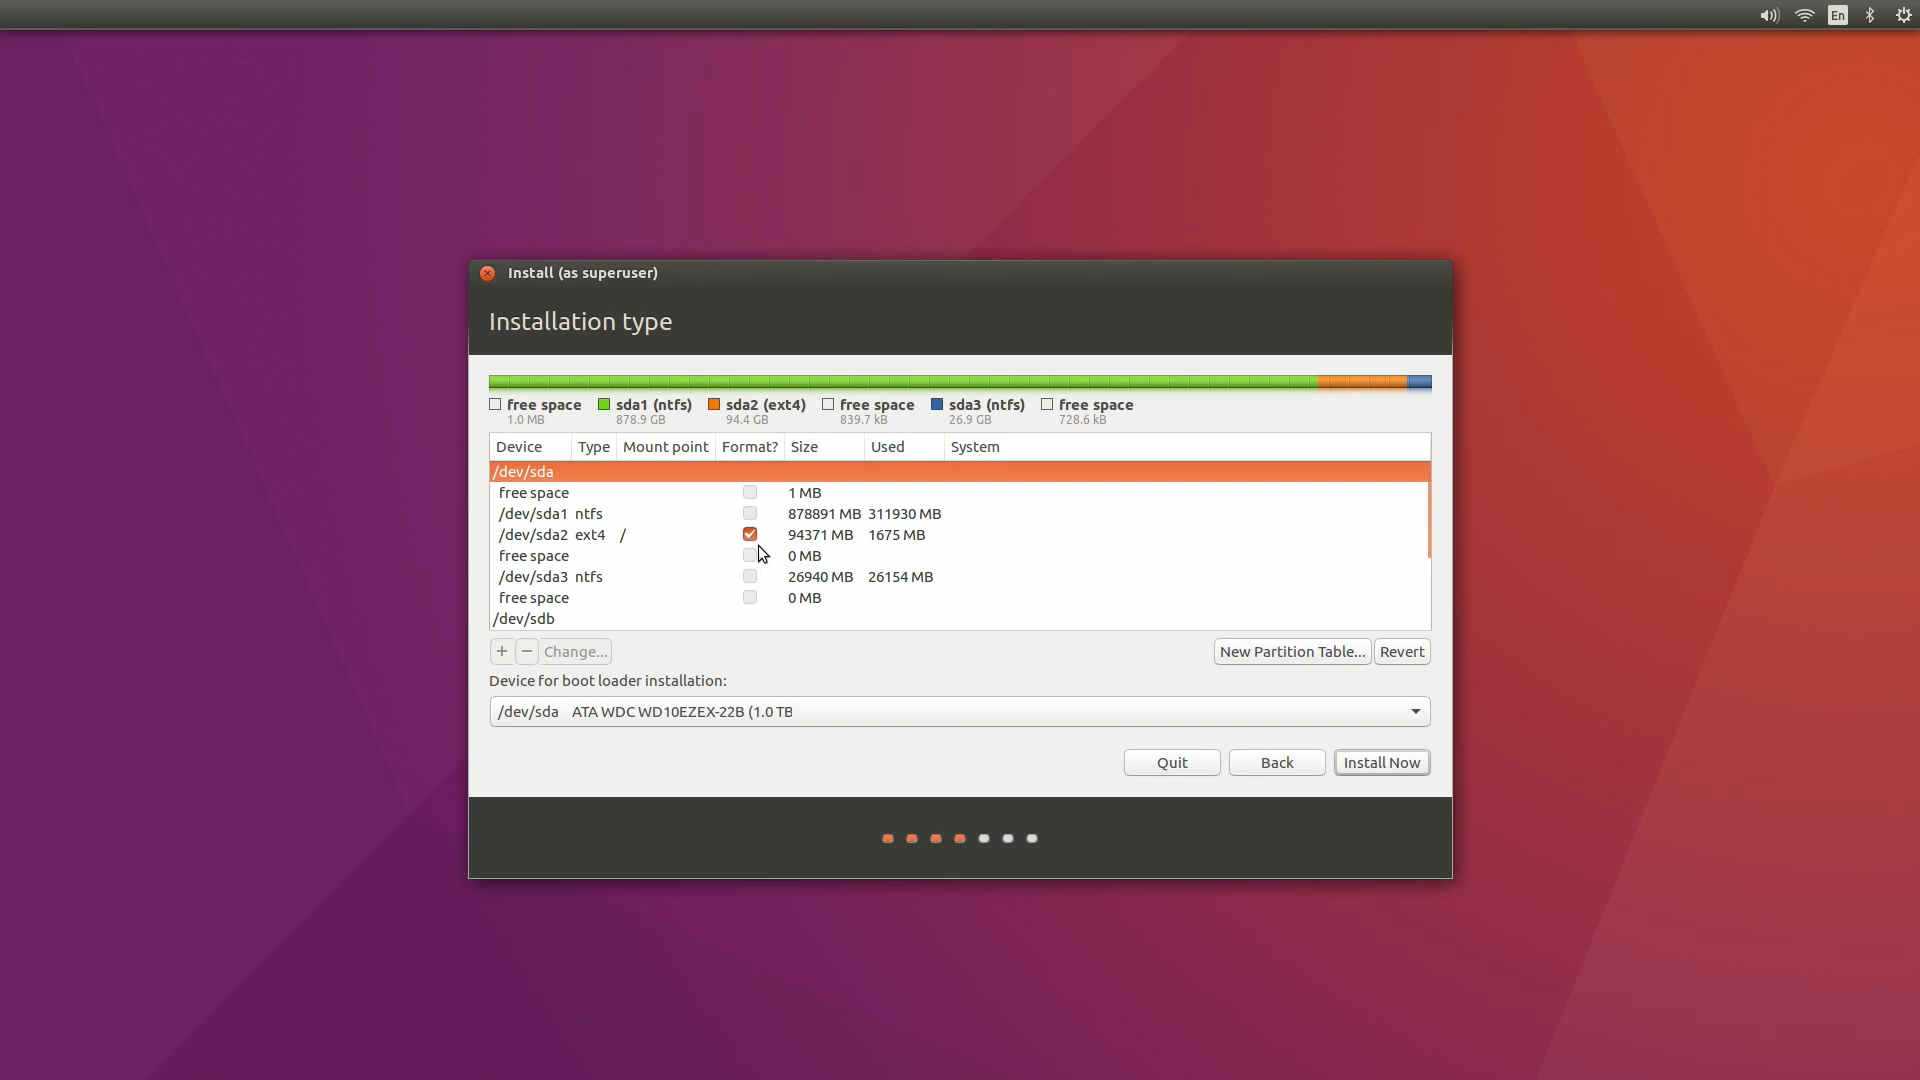 En
Install (as superuser)
Installation type
free space sda1 (ntfs) sda2 (ext4) free space sda3 (ntfs) free space
1.0 MB 878.9 GB 94.4 GB 839.7 kB 26.9 GB 728.6 kB
Device Type Mount point Format? Size Used System
/dev/sda
free space 1 MB
/dev/sda1 ntfs 878891 MB 311930 MB
/dev/sda2 ext4 / 94371 MB 1675 MB
free space 0 MB
/dev/sda3 ntfs 26940 MB 26154 MB
free space 0 MB
/dev/sdb
+ − Change... New Partition Table... Revert
Device for boot loader installation:
/dev/sda ATA WDC WD10EZEX-22B (1.0 TB
Quit Back Install Now